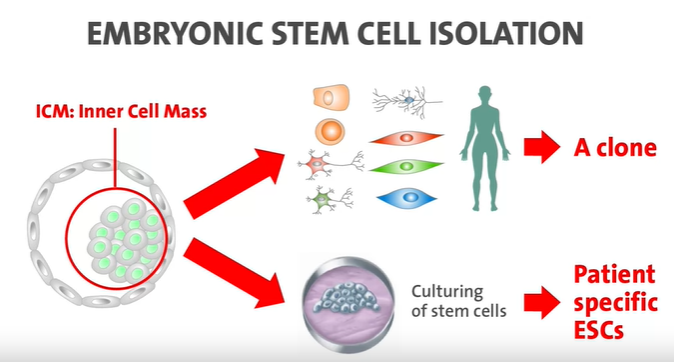 EMBRYONIC STEM CELL ISOLATION
ICM: Inner Cell Mass
A clone
Culturing
of stem cells
Patient
specific
ESCs